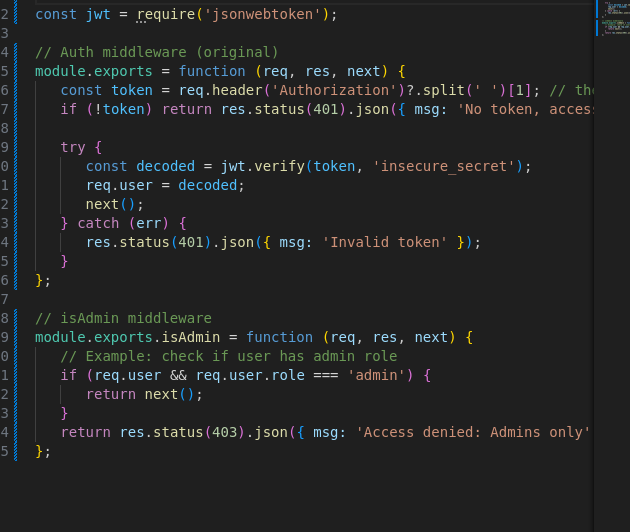 2 const jwt = require('jsonwebtoken');
3
4 // Auth middleware (original)
5 module.exports = function (req, res, next) {
6 const token = req.header('Authorization')?.split(' ')[1]; // the
7 if (!token) return res.status(401).json({ msg: 'No token, acces
8
9 try {
0 const decoded = jwt.verify(token, 'insecure_secret');
1 req.user = decoded;
2 next();
3 } catch (err) {
4 res.status(401).json({ msg: 'Invalid token' });
5 }
6 };
7
8 // isAdmin middleware
9 module.exports.isAdmin = function (req, res, next) {
0 // Example: check if user has admin role
1 if (req.user && req.user.role === 'admin') {
2 return next();
3 }
4 return res.status(403).json({ msg: 'Access denied: Admins only'
5 };